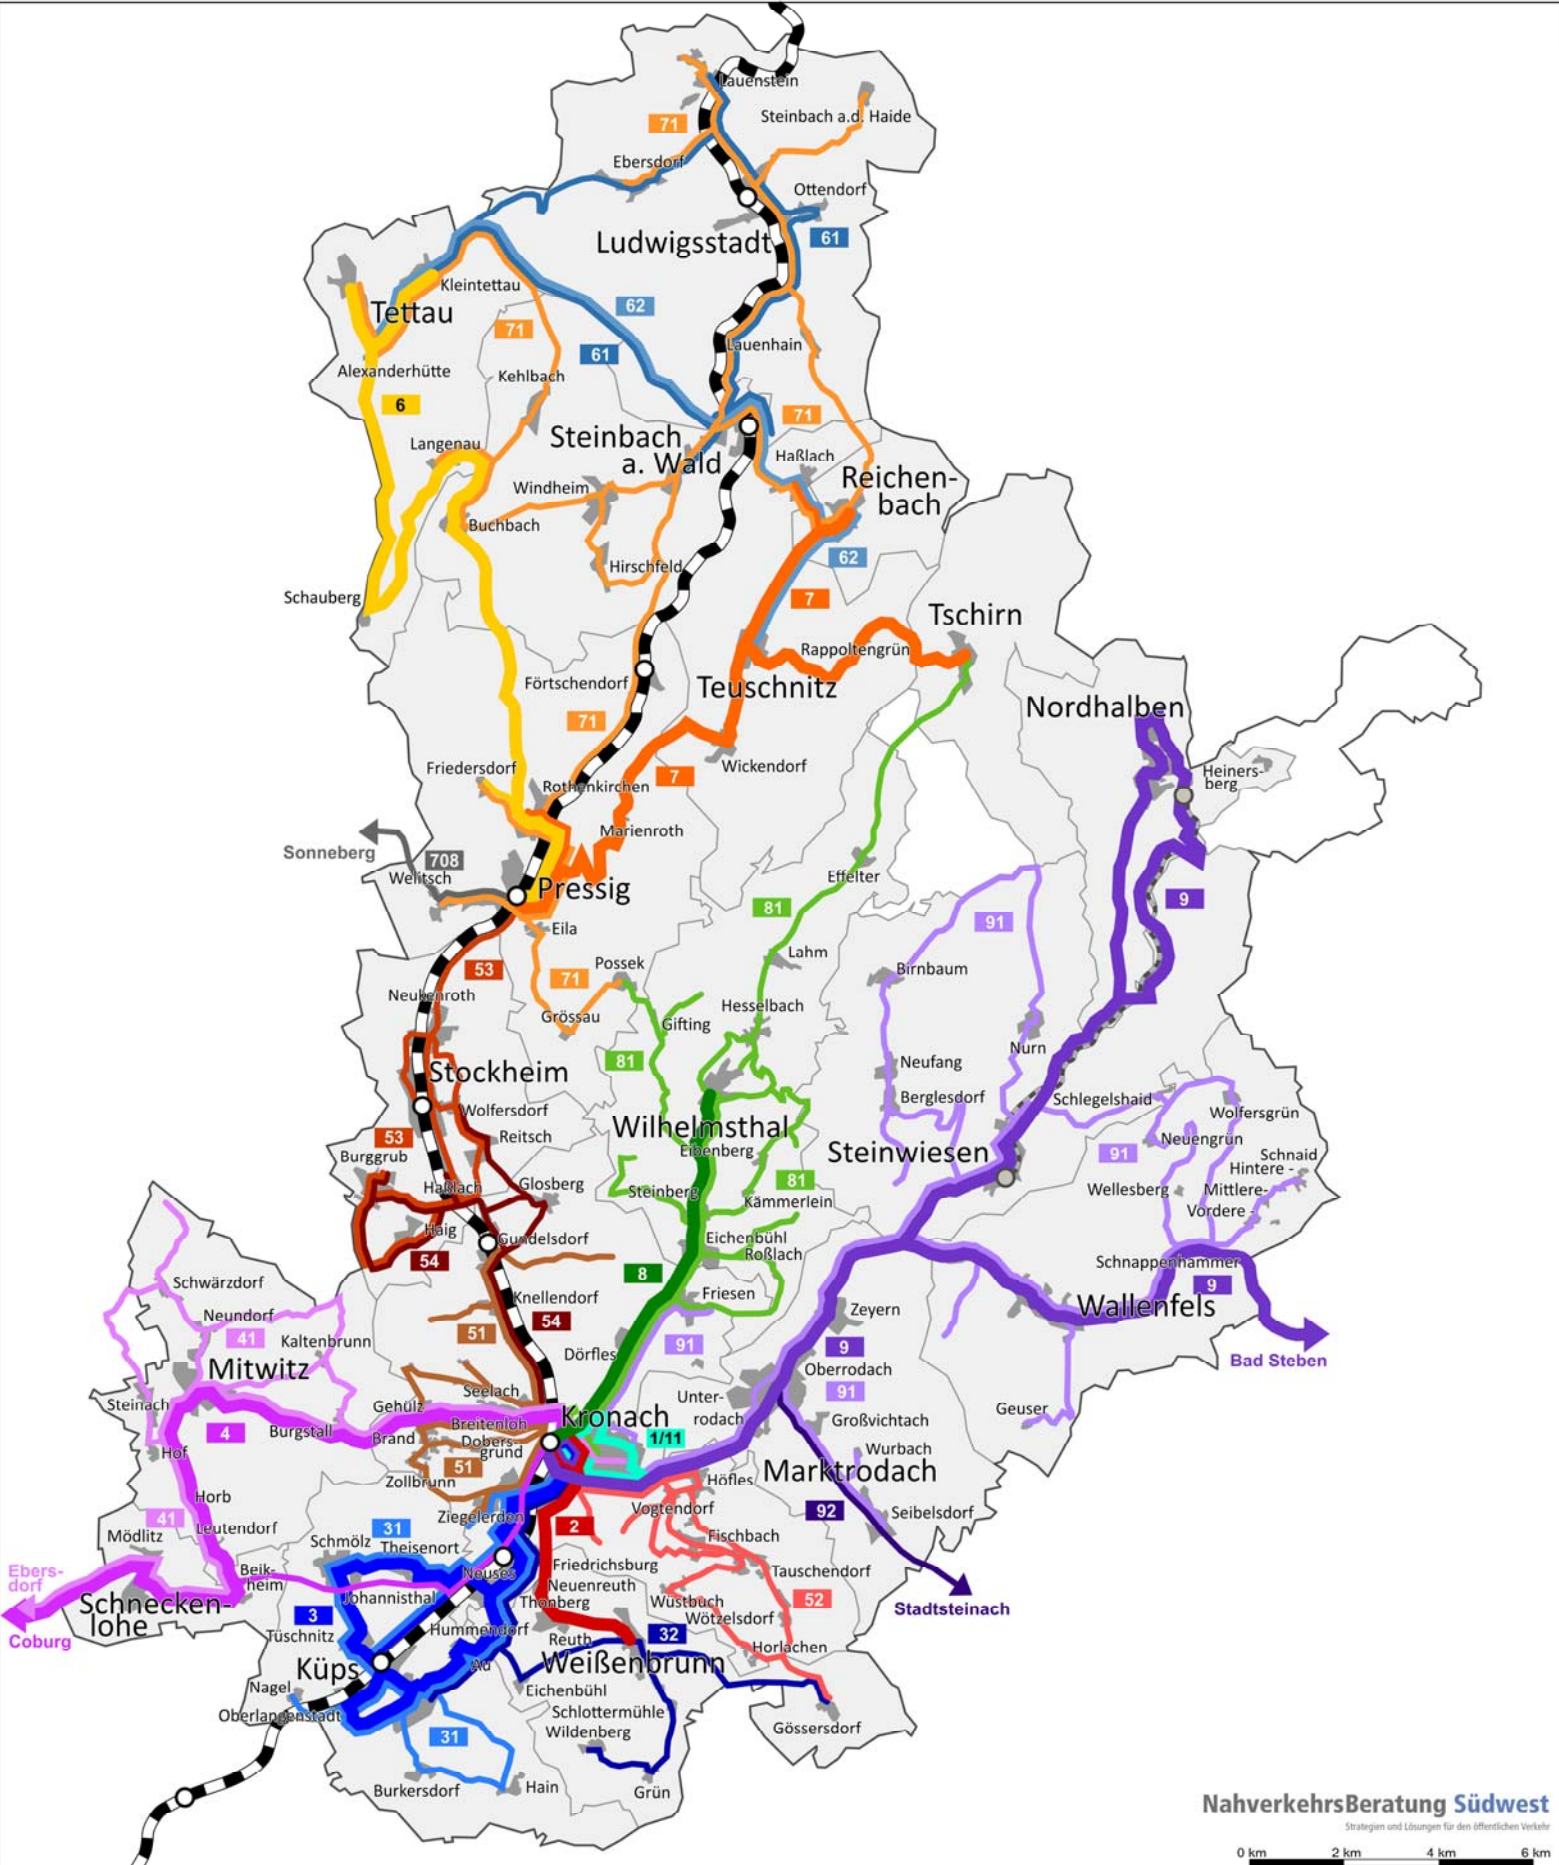 Lauenstein
Steinbach a.d. Haide
71
Ebersdorf
Ottendorf
Ludwigsstadt
61
Kleintettau
Tettau
62
71
61
Lauenhain
Alexanderhütte
Kehlbach
6
71
Langenau
Steinbach
a. Wald
Haßlach
Reichen-
bach
Windheim
Buchbach
62
Hirschfeld
Schauberg
7
Tschirn
Rappoltengrün
Förtschendorf
Teuschnitz
Nordhalben
71
Wickendorf
Friedersdorf
7
Heiners-
berg
Rothenkirchen
Marienroth
Sonneberg
708
Welitsch
Pressig
Effelter
9
81
91
Eila
Lahm
53
71
Possek
Birnbaum
Neukenroth
Hesselbach
Grössau
Gifting
Nurn
81
Neufang
Stockheim
Berglesdorf
Schlegelshaid
Wolfersdorf
Wolfersgrün
Wilhelmsthal
53
Reitsch
Neuengrün
Eibenberg
Steinwiesen
91
Burggrub
Schnaid
Hintere -
Haßlach
Glosberg
Steinberg
81
Wellesberg
Mittlere-
Kämmerlein
Vordere -
Haig
Gundelsdorf
Eichenbühl
Roßlach
54
Schnappenhammer
8
9
Schwärzdorf
Knellendorf
Friesen
Wallenfels
Neundorf
54
Zeyern
41
Kaltenbrunn
51
91
9
Bad Steben
Dörfles
Mitwitz
Oberrodach
91
Seelach
Unter-
rodach
Steinach
Gehülz
Kronach
Geuser
4
Burgstall
Brand
Breitenloh
Großvichtach
1/11
Dobers-
grund
Hof
Wurbach
51
Zollbrunn
Höfles
Marktrodach
Horb
Vogtendorf
92
41
Leutendorf
Ziegelerden
Seibelsdorf
31
2
Mödlitz
Schmölz
Theisenort
Fischbach
Ebers-
dorf
Beik-
heim
Neuses
Friedrichsburg
Tauschendorf
Johannisthal
Neuenreuth
Schnecken-
lohe
Thonberg
Wüstbuch
52
Stadtsteinach
3
Wötzelsdorf
Coburg
Tüschnitz
Hummendorf
Reuth
32
Horlachen
Küps
Au
Weißenbrunn
Nagel
Eichenbühl
Oberlangenstadt
Schlottermühle
Gössersdorf
31
Wildenberg
Burkersdorf
Hain
Grün
NahverkehrsBeratung Südwest
Strategien und Lösungen für den öffentlichen Verkehr
0 km 2 km 4 km 6 km